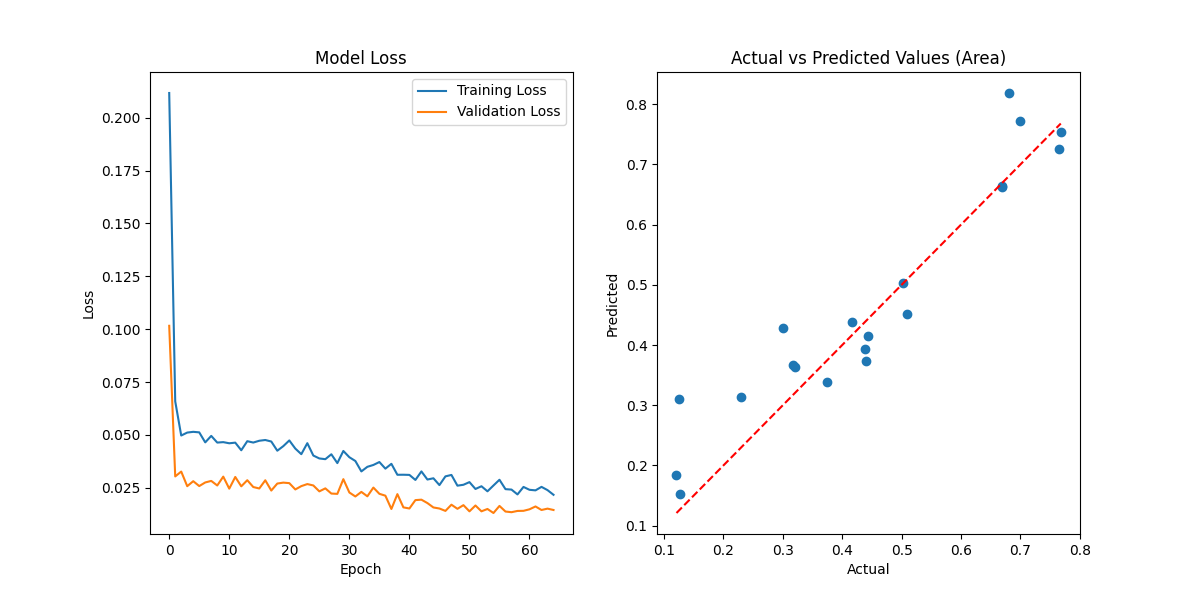 Model Loss
Training Loss
Validation Loss
0.200
0.175
0.150
0.125
0.100
0.075
0.050
0.025
Loss
0 10 20 30 40 50 60
Epoch
Actual vs Predicted Values (Area)
0.8
0.7
0.6
0.5
0.4
0.3
0.2
0.1
Predicted
0.1 0.2 0.3 0.4 0.5 0.6 0.7 0.8
Actual